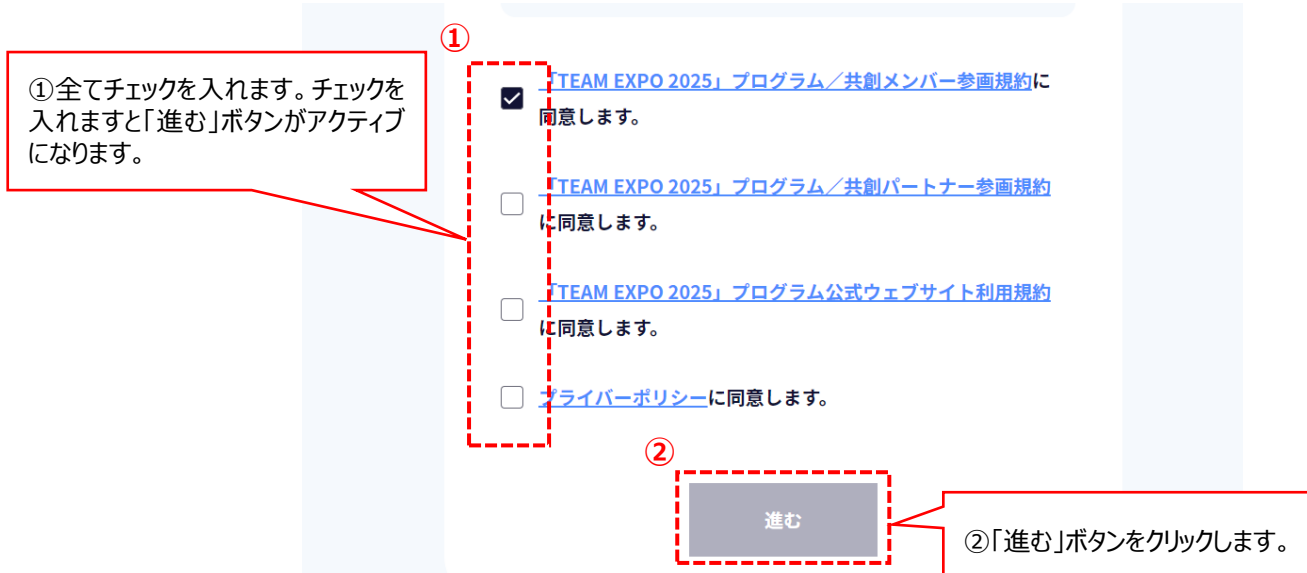 ①
①全てチェックを入れます。チェックを
入れますと「進む」ボタンがアクティブ
になります。
「TEAM EXPO 2025」プログラム／共創メンバー参画規約に
同意します。
「TEAM EXPO 2025」プログラム／共創パートナー参画規約
に同意します。
「TEAM EXPO 2025」プログラム公式ウェブサイト利用規約
に同意します。
プライバーポリシーに同意します。
②
進む
②「進む」ボタンをクリックします。